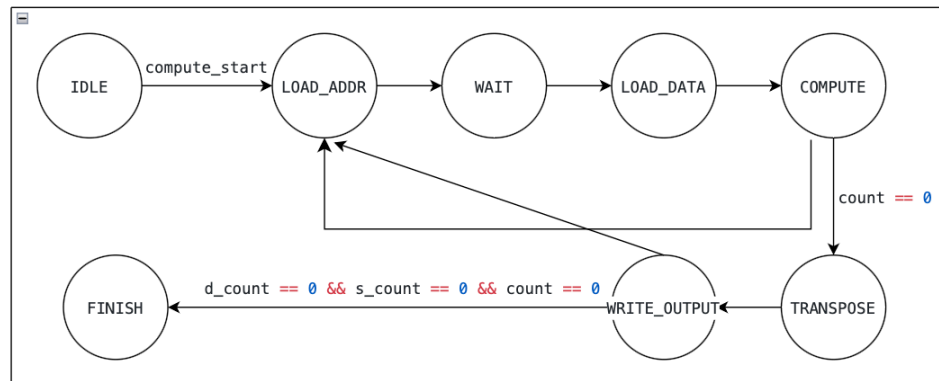 compute_start
IDLE
LOAD_ADDR
WAIT
LOAD_DATA
COMPUTE
count == 0
d_count == 0 && s_count == 0 && count == 0
FINISH
WRITE_OUTPUT
TRANSPOSE